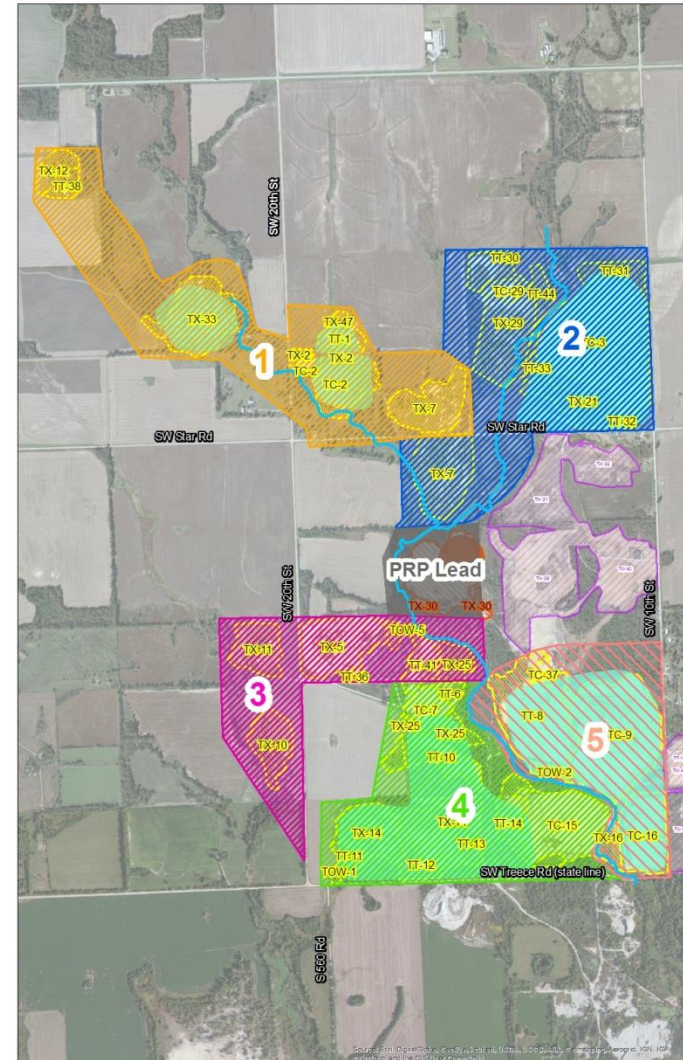 TX-12
TT-38
SW 20th St
TT-30
TT-31
TC-29
TT-44
TX-33
TX-47
TT-1
TX-29
2
TC-3
1
TX-2
TX-2
TC-2
TC-2
TT-33
TX-7
TX-21
TT-32
SW Star Rd
SW Star Rd
TX-7
PRP Lead
TX-30
TX-30
SW 20th St
SW 10th St
TOW-5
TX-11
TX-5
TT-41
TX-25
TT-36
TC-37
3
TT-6
TC-7
TT-8
TX-25
TX-25
5
TC-9
TX-10
TT-10
TOW-2
4
TX-14
TT-14
TC-15
TX-16
TC-16
TT-11
TT-13
TT-12
TOW-1
SW Treece Rd (state line)
S 560 Rd